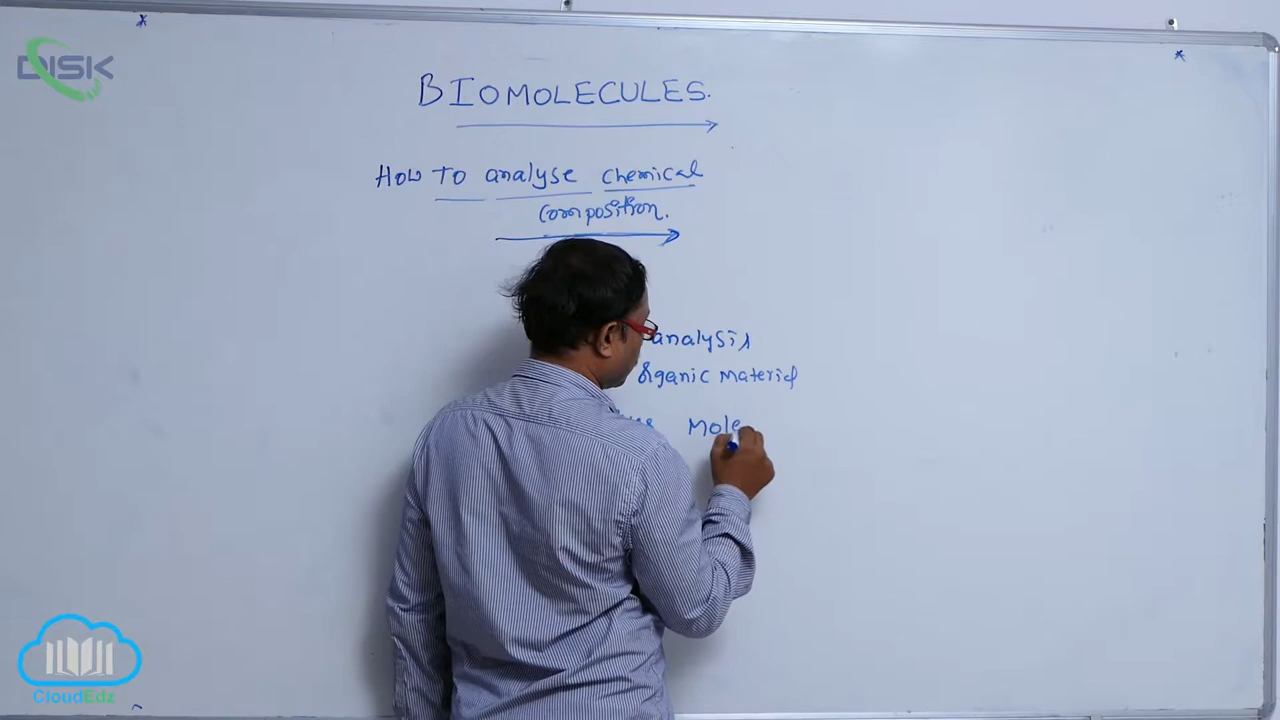 DISK
BIOMOLECULES.
How To analyse chemical
composition.
analysis
organic material
Mole
CloudEdz